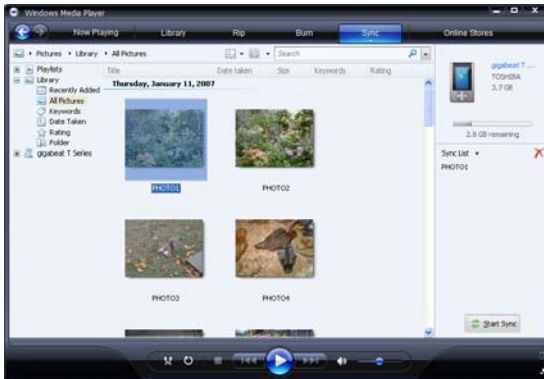 Windows Media Player
Now Playing
Library
Rip
Burn
Sync
Online Stores
Pictures
Library
All Pictures
Search
Playlists
Library
Recently Added
All Pictures
Keywords
Date Taken
Rating
Folder
gigabeat T Series
Title
Date taken
Size
Keywords
Rating
Thursday, January 11, 2007
PHOTO1
PHOTO2
PHOTO3
PHOTO4
gigabeat T ...
TOSHIBA
3.7 GB
2.8 GB remaining
Sync List
PHOTO1
Start Sync